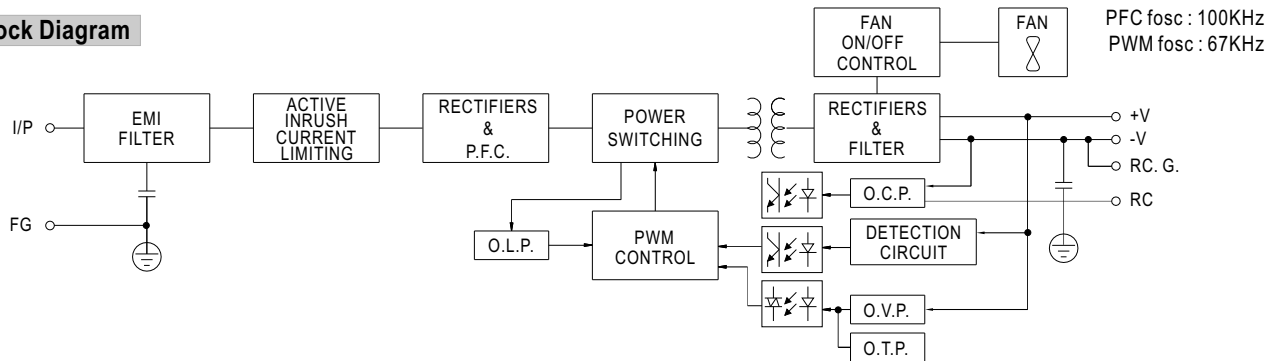 ock Diagram
PFC fosc : 100KHz
PWM fosc : 67KHz
FAN
ON/OFF
CONTROL
FAN
I/P
EMI
FILTER
ACTIVE
INRUSH
CURRENT
LIMITING
RECTIFIERS
&
P.F.C.
POWER
SWITCHING
RECTIFIERS
&
FILTER
+V
-V
RC. G.
RC
FG
O.L.P.
PWM
CONTROL
O.C.P.
DETECTION
CIRCUIT
O.V.P.
O.T.P.